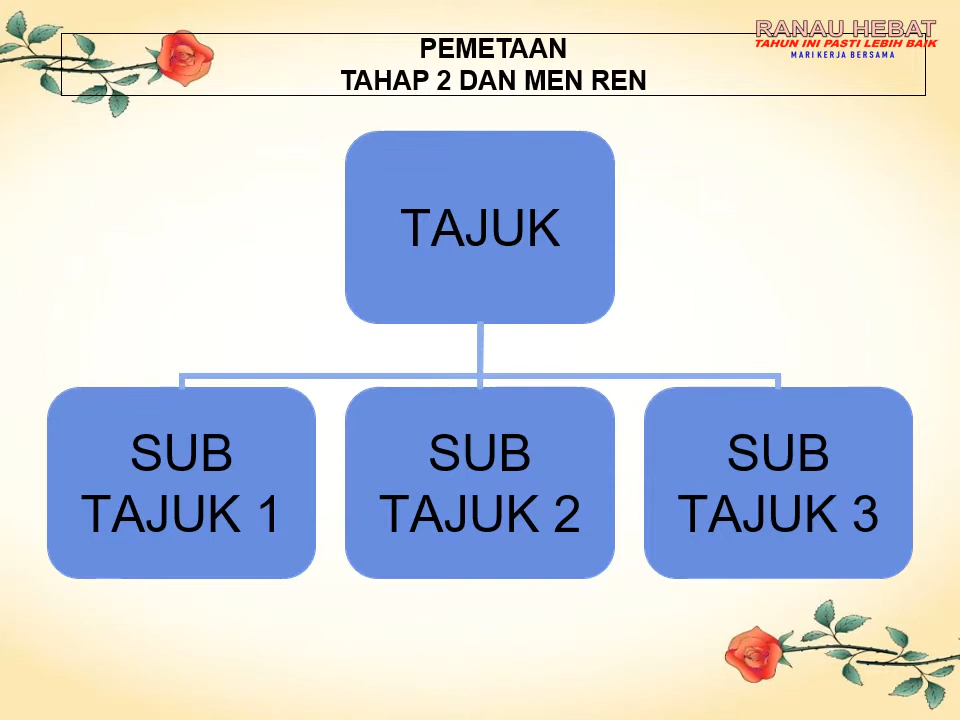 PEMETAAN
TAHAP 2 DAN MEN REN
RANAU HEBAT
TAHUN INI PASTI LEBIH BAIK
MARI KERJA BERSAMA
TAJUK
SUB
TAJUK 1
SUB
TAJUK 2
SUB
TAJUK 3